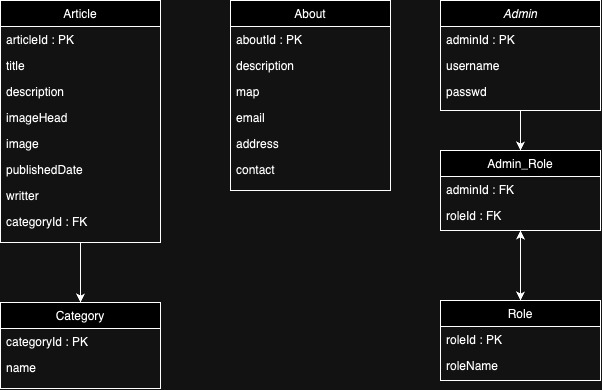 Article
articleId : PK
title
description
imageHead
image
publishedDate
writter
categoryId : FK
About
aboutId : PK
description
map
email
address
contact
Admin
adminId : PK
username
passwd
Admin_Role
adminId : FK
roleId : FK
Category
categoryId : PK
name
Role
roleId : PK
roleName